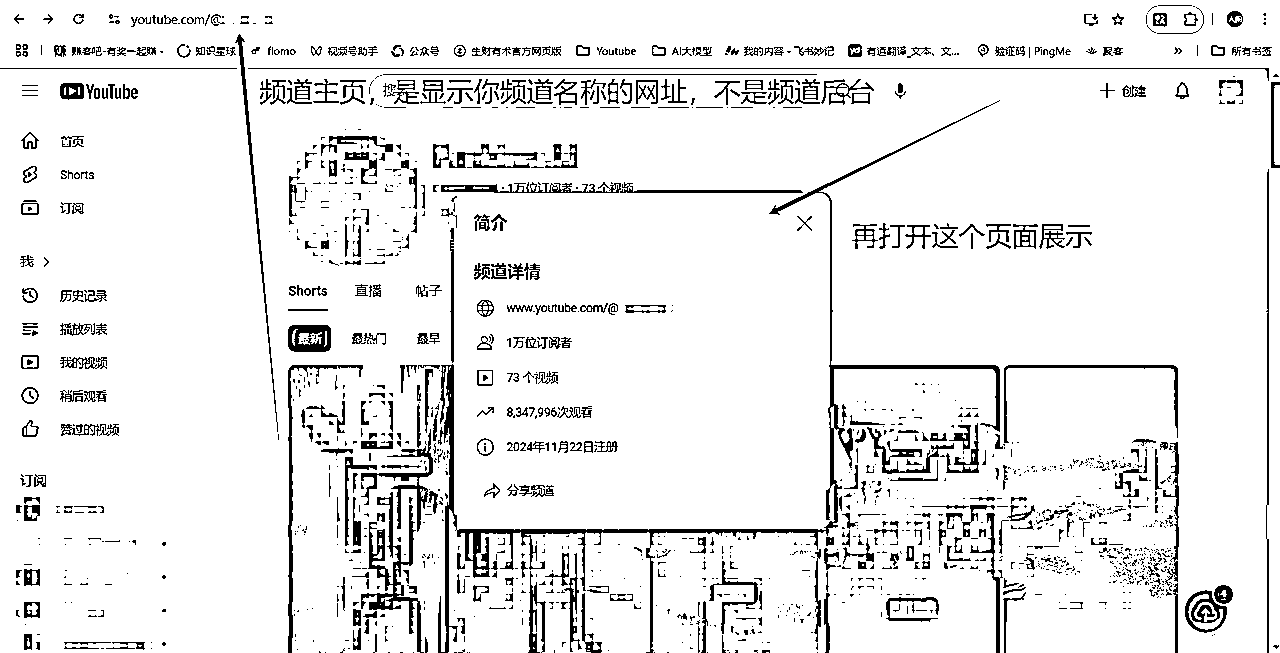 youtube.com/@
赚客吧-有奖一起赚 -
知识星球
flomo
视频号助手
公众号
生财有术官方网页版
Youtube
AI大模型
我的内容 - 飞书妙记
有道翻译_文本、文...
验证码 | PingMe
聚客
»
所有书签
YouTube
频道主页，是显示你频道名称的网址，不是频道后台
搜
创建
首页
Shorts
订阅
我
历史记录
播放列表
我的视频
稍后观看
赞过的视频
订阅
· 1万位订阅者 · 73 个视频
Shorts
直播
帖子
最新
最热门
最早
简介
频道详情
www.youtube.com/@
1万位订阅者
73 个视频
8,347,996次观看
2024年11月22日注册
分享频道
再打开这个页面展示
4